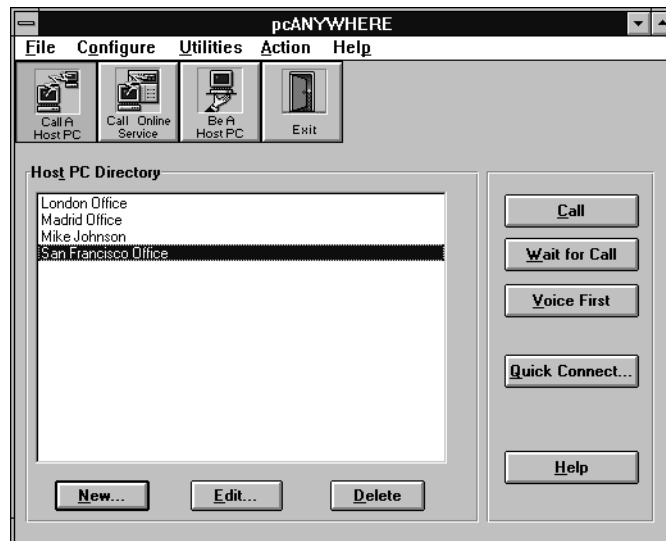 pcANYWHERE
File Configure Utilities Action Help
Call A Host PC
Call Online Service
Be A Host PC
Exit
Host PC Directory
London Office
Madrid Office
Mike Johnson
San Francisco Office
New... Edit... Delete
Call
Wait for Call
Voice First
Quick Connect...
Help